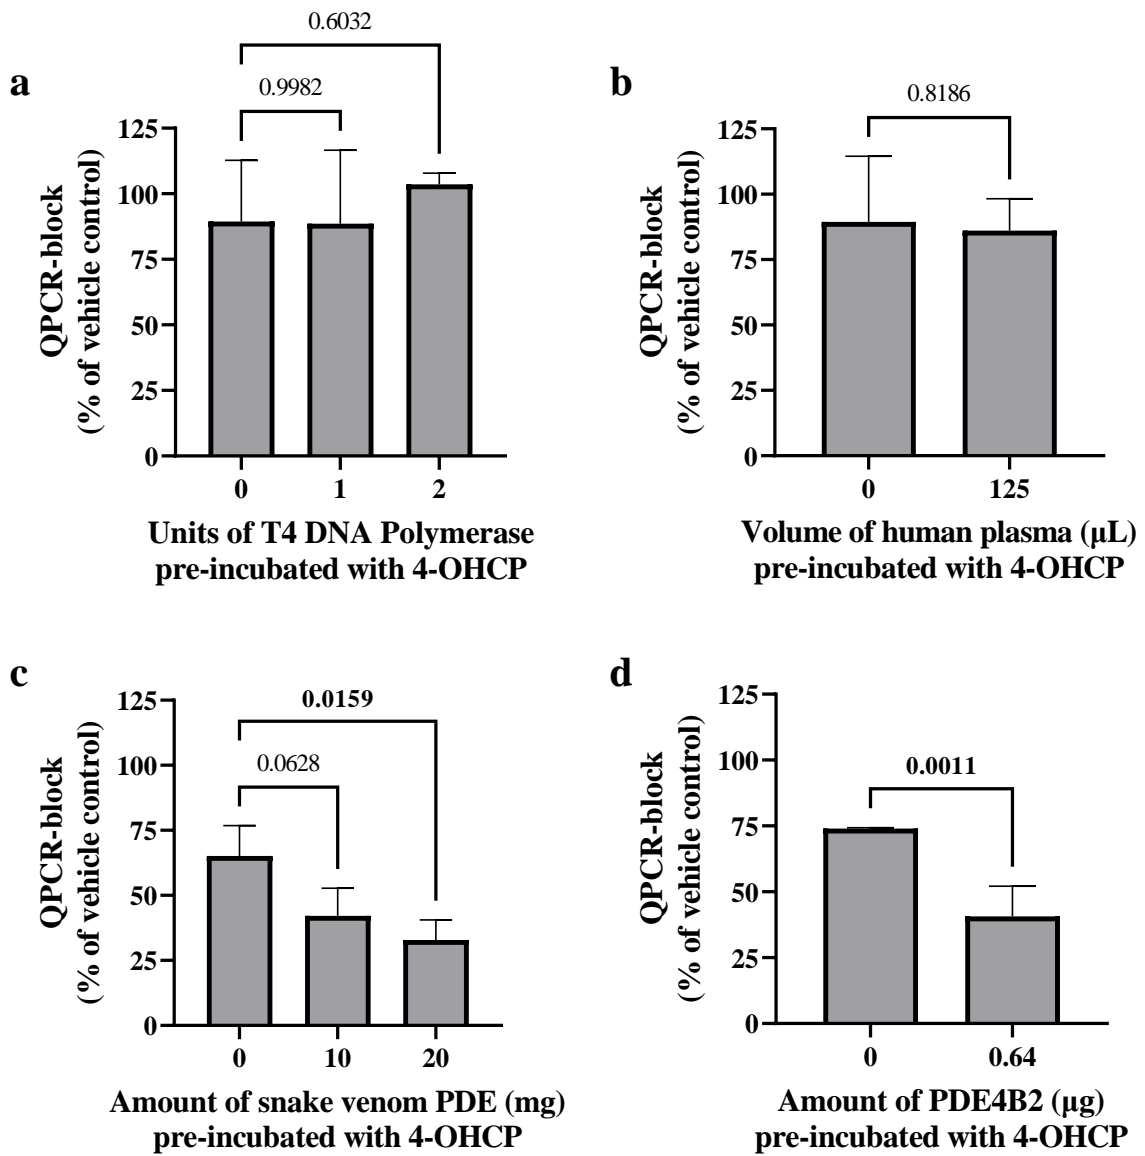 a
0.6032
0.9982
QPCR-block
(% of vehicle control)
125
100
75
50
25
0
0 1 2
Units of T4 DNA Polymerase
pre-incubated with 4-OHCP
b
0.8186
QPCR-block
(% of vehicle control)
125
100
75
50
25
0
0 125
Volume of human plasma (μL)
pre-incubated with 4-OHCP
c
0.0159
0.0628
QPCR-block
(% of vehicle control)
125
100
75
50
25
0
0 10 20
Amount of snake venom PDE (mg)
pre-incubated with 4-OHCP
d
0.0011
QPCR-block
(% of vehicle control)
125
100
75
50
25
0
0 0.64
Amount of PDE4B2 (μg)
pre-incubated with 4-OHCP